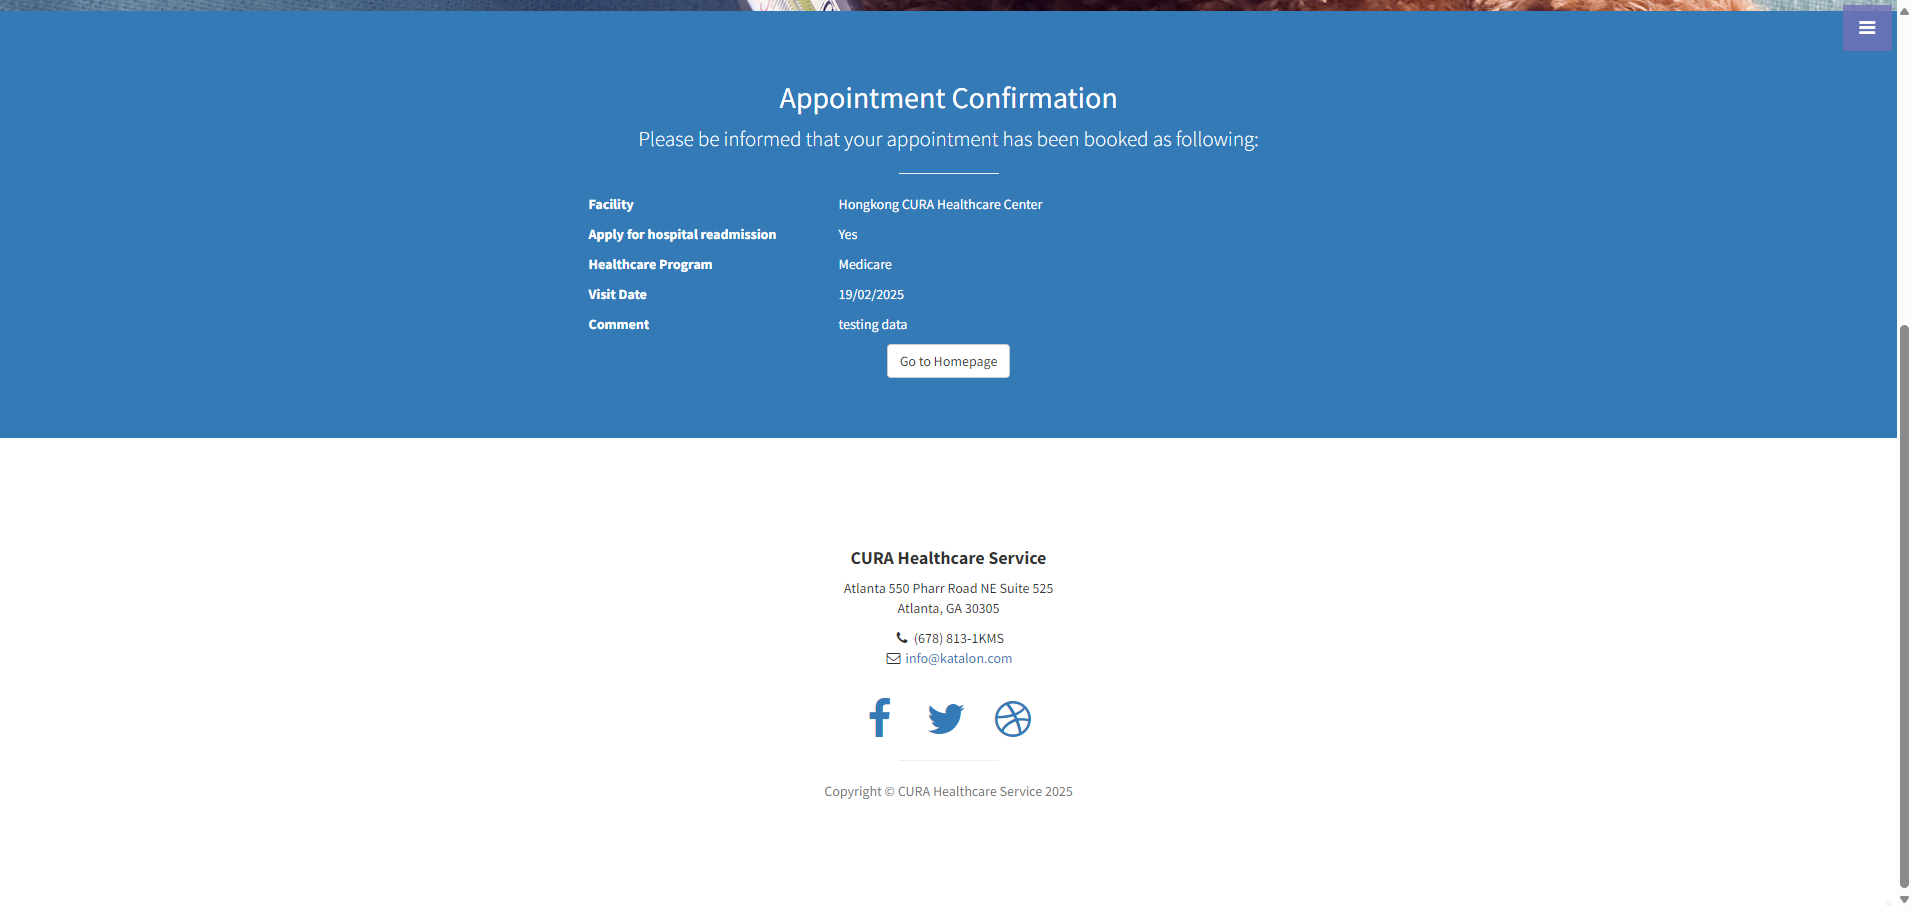 Appointment Confirmation
Please be informed that your appointment has been booked as following:
Facility Hongkong CURA Healthcare Center
Apply for hospital readmission Yes
Healthcare Program Medicare
Visit Date 19/02/2025
Comment testing data
Go to Homepage
CURA Healthcare Service
Atlanta 550 Pharr Road NE Suite 525
Atlanta, GA 30305
(678) 813-1KMS
info@katalon.com
Copyright © CURA Healthcare Service 2025